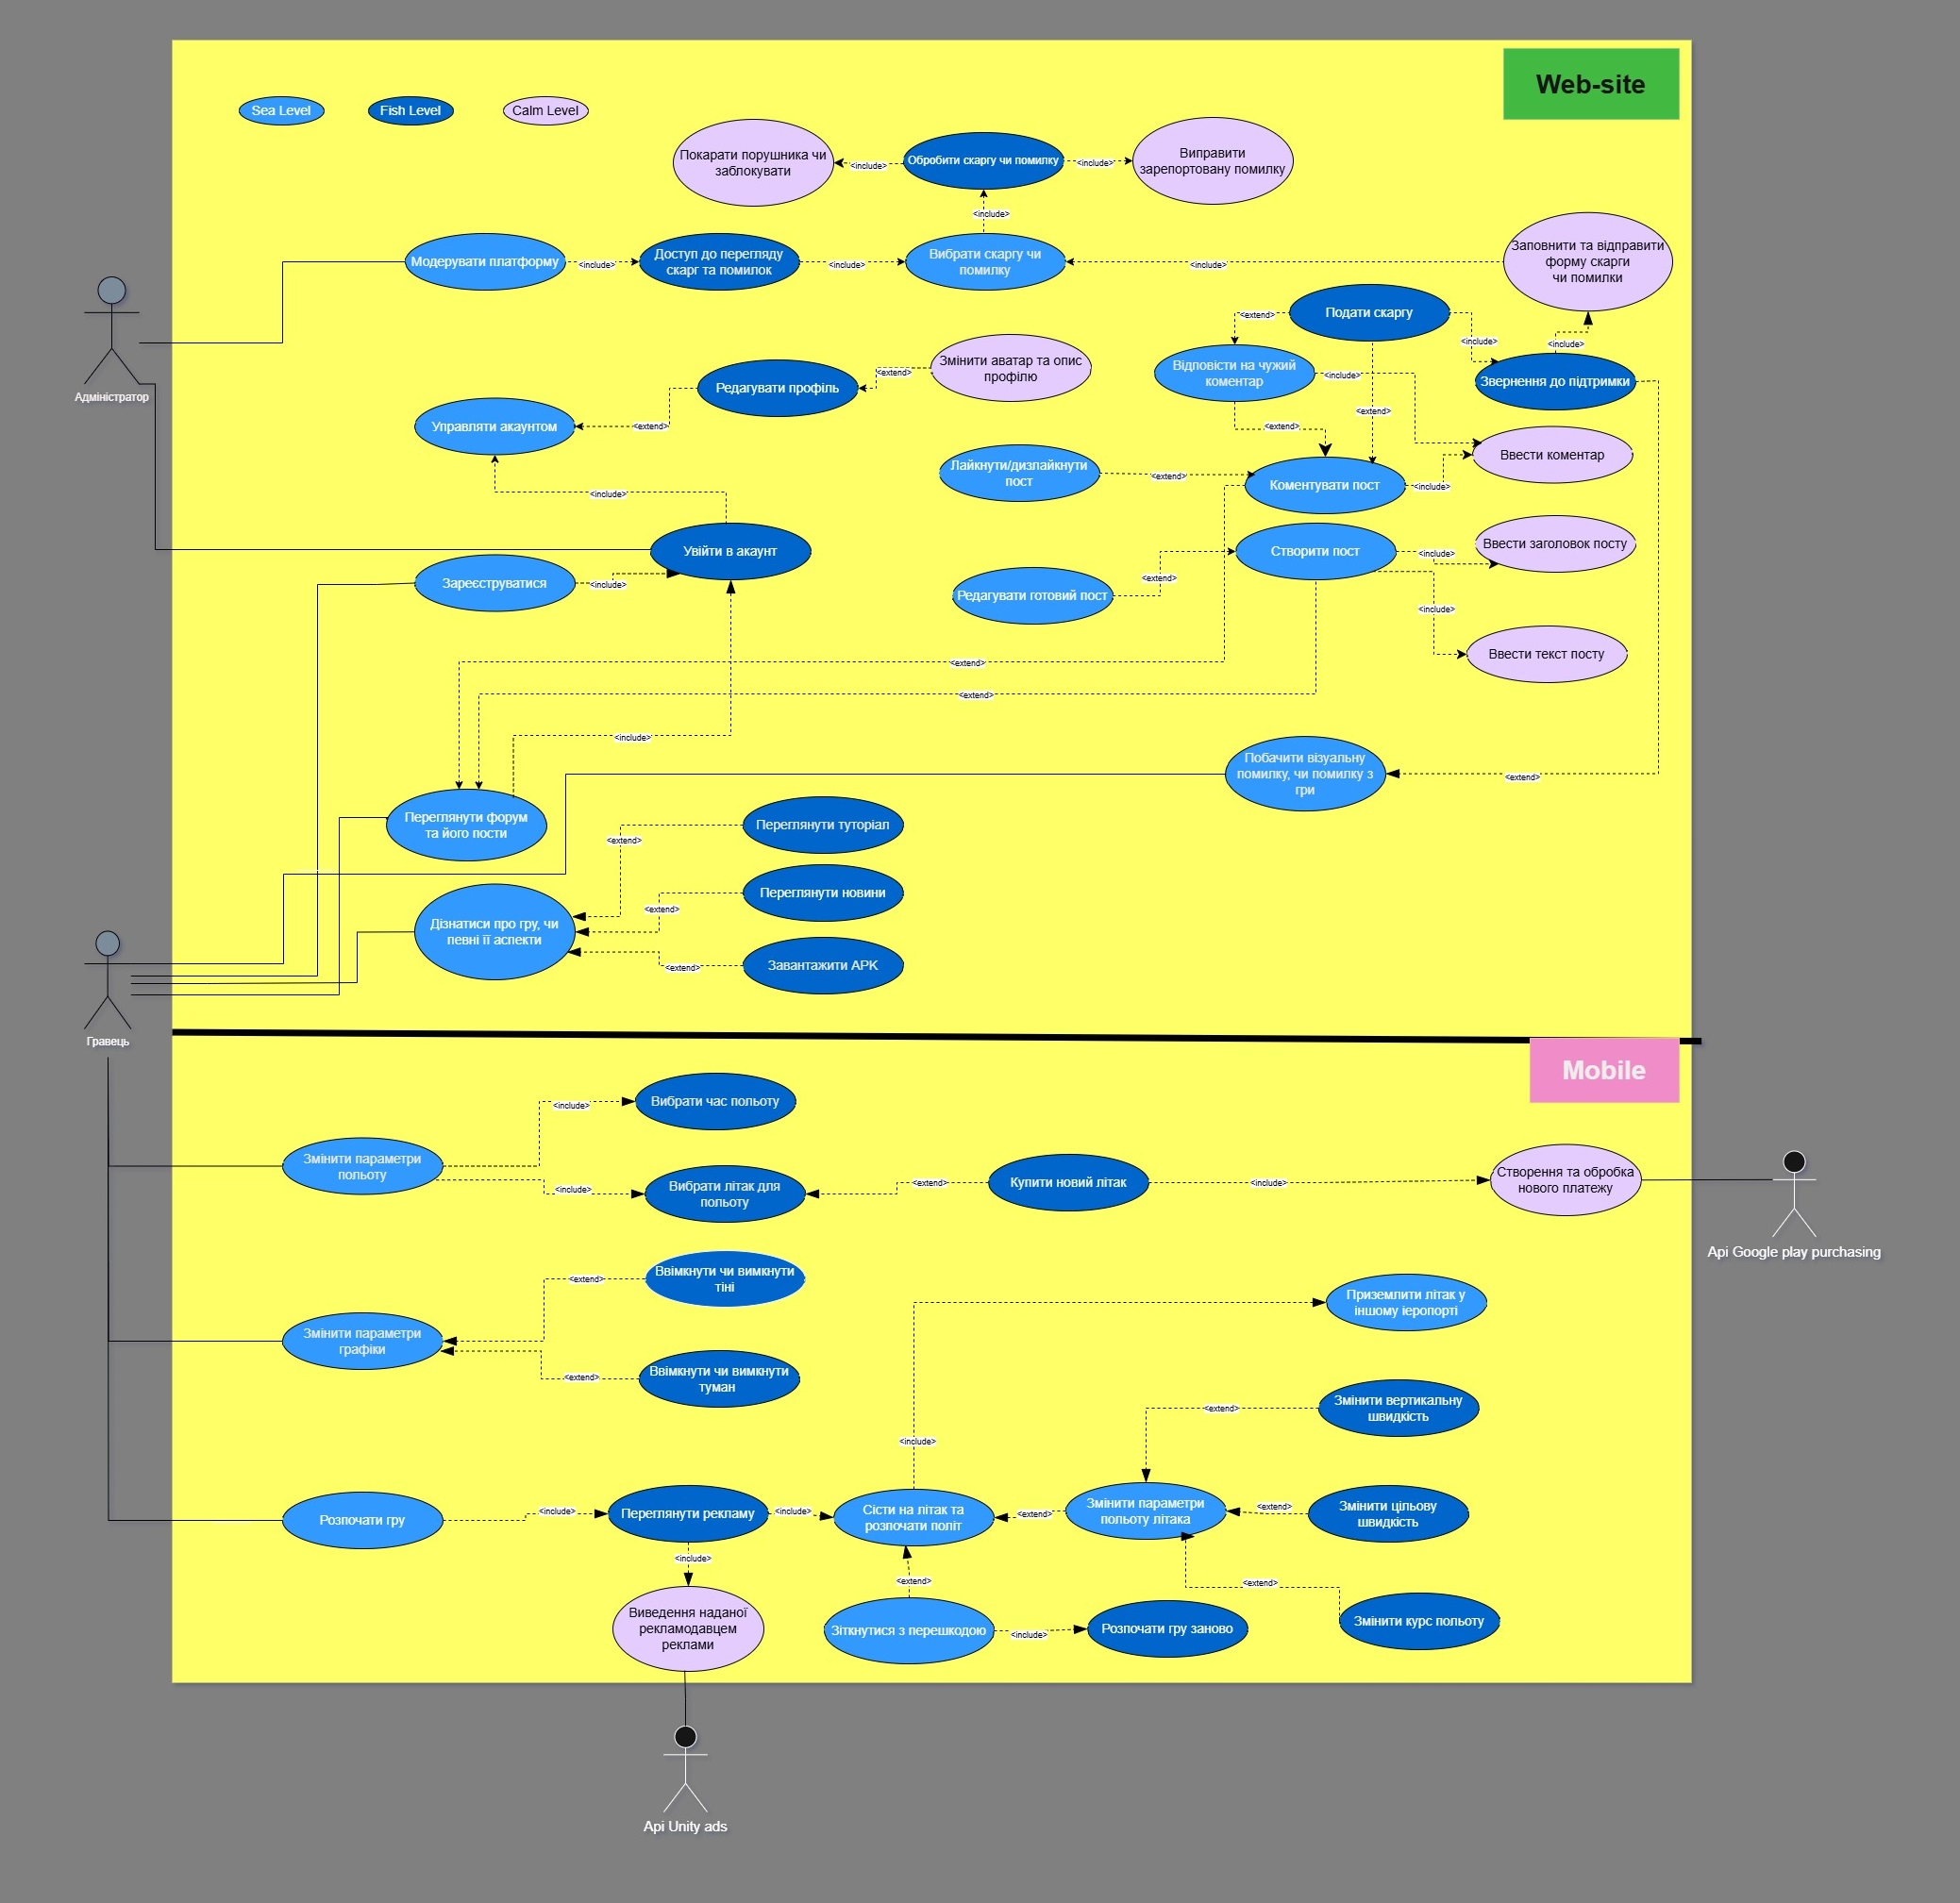 Web-site
Sea Level
Fish Level
Calm Level
Покарати порушника чи
заблокувати
<include>
Обробити скаргу чи помилку
<include>
Виправити
зарепортовану помилку
<include>
Модерувати платформу
<include>
Доступ до перегляду
скарг та помилок
<include>
Вибрати скаргу чи
помилку
<include>
Заповнити та відправити
форму скарги
чи помилки
Адміністратор
<extend>
Подати скаргу
<include>
<include>
Змінити аватар та опис
профілю
<extend>
Редагувати профіль
Відповісти на чужий
коментар
<include>
Звернення до підтримки
<extend>
Управляти акаунтом
<extend>
<extend>
Ввести коментар
Лайкнути/дизлайкнути
пост
<extend>
Коментувати пост
<include>
<include>
Увійти в акаунт
Створити пост
<include>
Ввести заголовок посту
Зареєструватися
<include>
<extend>
Редагувати готовий пост
<include>
Ввести текст посту
<extend>
<extend>
<include>
Побачити візуальну
помилку, чи помилку з
гри
<extend>
Переглянути форум
та його пости
Переглянути туторіал
<extend>
Переглянути новини
<extend>
Дізнатися про гру, чи
певні її аспекти
Завантажити APK
<extend>
Гравець
Mobile
Вибрати час польоту
<include>
Змінити параметри
польоту
<include>
Вибрати літак для
польоту
<extend>
Купити новий літак
<include>
Створення та обробка
нового платежу
Api Google play purchasing
Ввімкнути чи вимкнути
тіні
<extend>
Приземлити літак у
іншому іеропорті
Змінити параметри
графіки
Ввімкнути чи вимкнути
туман
<extend>
Змінити вертикальну
швидкість
<extend>
<include>
Розпочати гру
<include>
Переглянути рекламу
<include>
Сісти на літак та
розпочати політ
<extend>
Змінити параметри
польоту літака
<extend>
Змінити цільову
швидкість
<include>
<extend>
<extend>
Виведення наданої
рекламодавцем
реклами
Зіткнутися з перешкодою
<include>
Розпочати гру заново
Змінити курс польоту
Api Unity ads